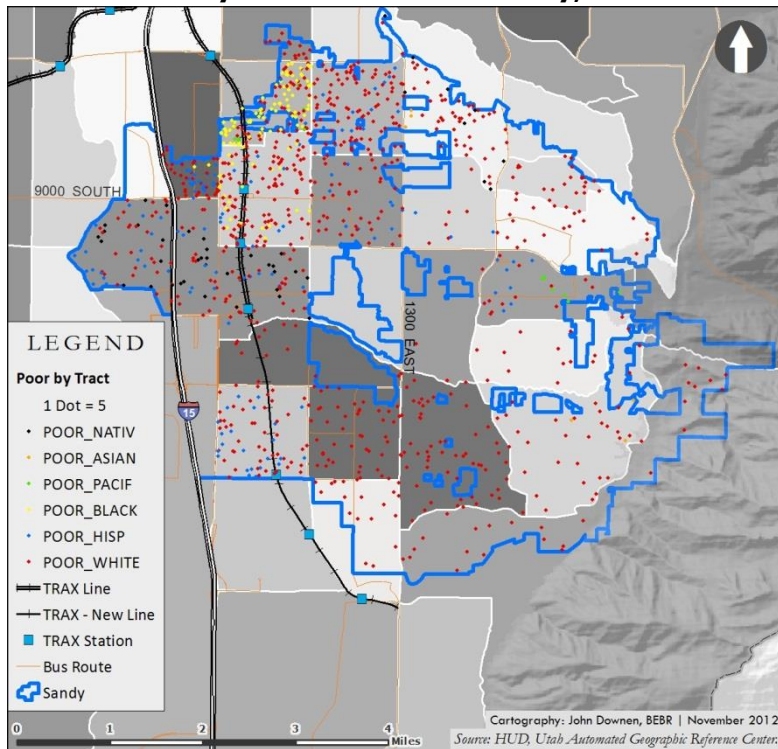 9000 SOUTH
1300 EAST
LEGEND
Poor by Tract
1 Dot = 5
POOR_NATIV
POOR_ASIAN
POOR_PACIF
POOR_BLACK
POOR_HISP
POOR_WHITE
TRAX Line
TRAX - New Line
TRAX Station
Bus Route
Sandy
15
0 1 2 3 4
Miles
Cartography: John Downen, BEBR | November 2012
Source: HUD, Utah Automated Geographic Reference Center